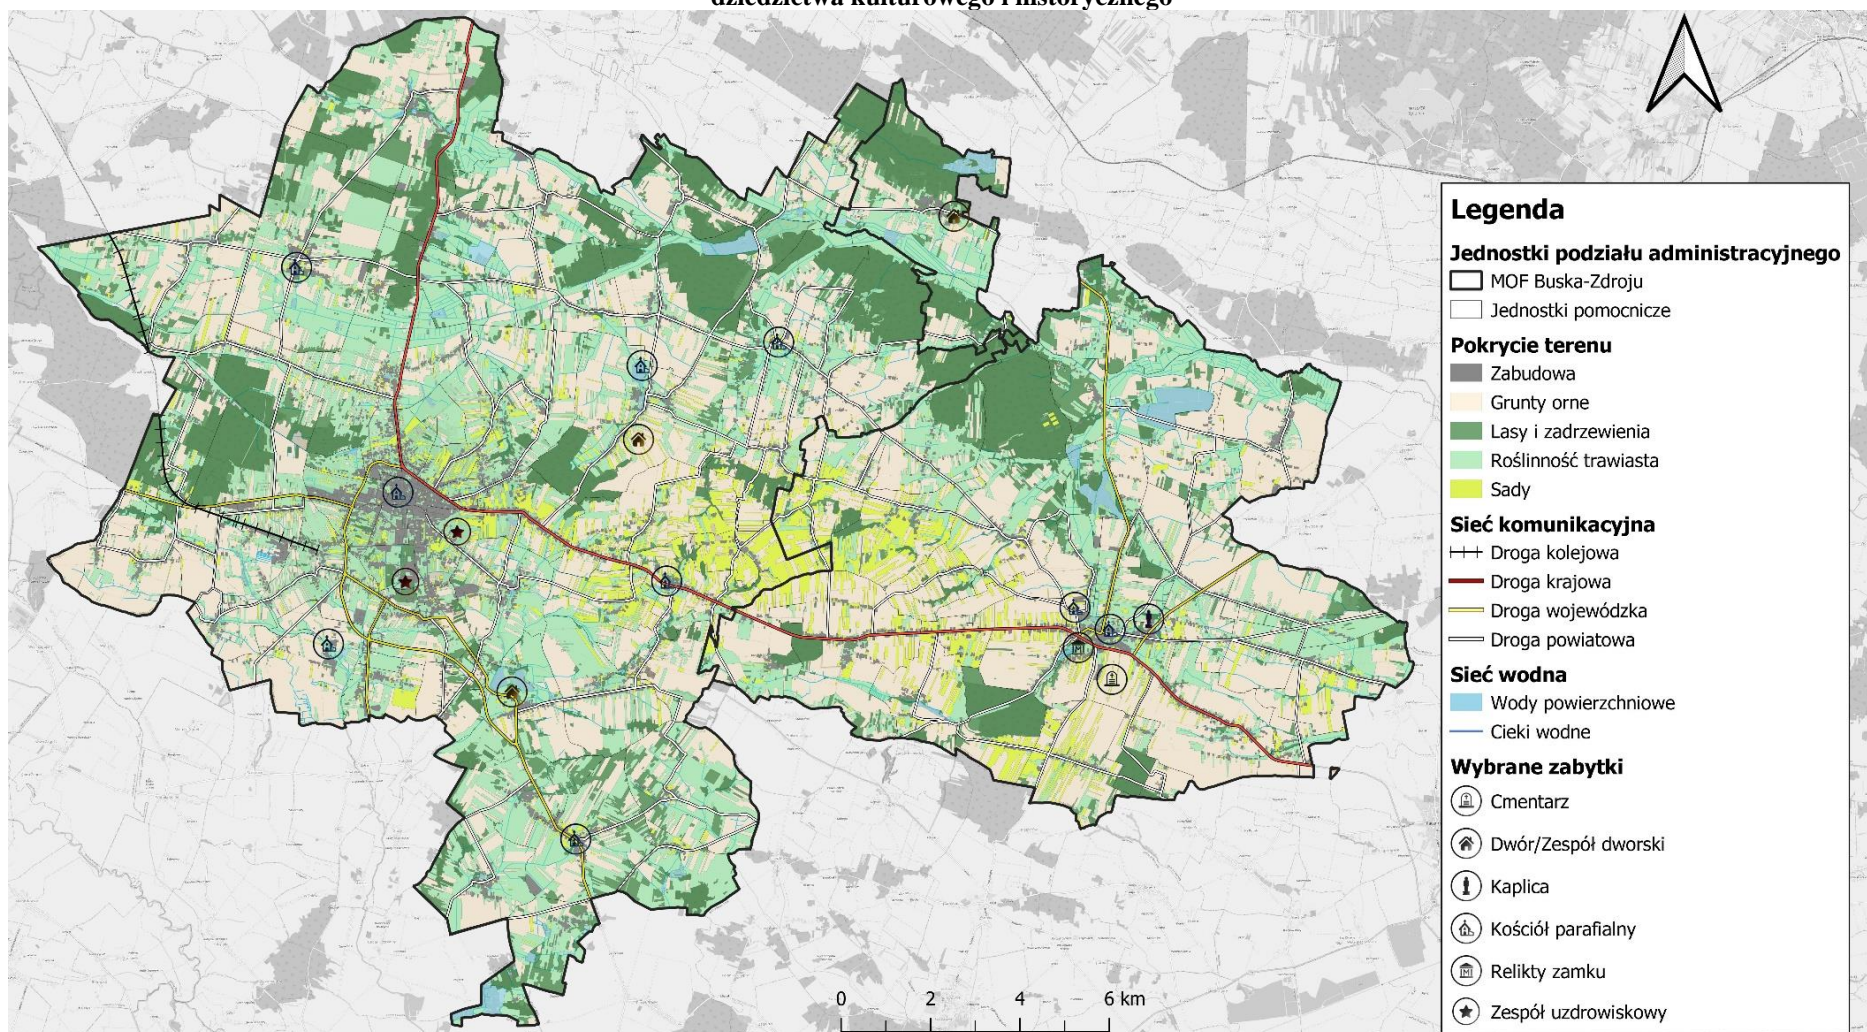 dziedzictwa kulturowego i historycznego
Legenda
Jednostki podziału administracyjnego
MOF Buska-Zdroju
Jednostki pomocnicze
Pokrycie terenu
Zabudowa
Grunty orne
Lasy i zadrzewienia
Roślinność trawiasta
Sady
Sieć komunikacyjna
Droga kolejowa
Droga krajowa
Droga wojewódzka
Droga powiatowa
Sieć wodna
Wody powierzchniowe
Cieki wodne
Wybrane zabytki
Cmentarz
Dwór/Zespół dworski
Kaplica
Kościół parafialny
Relikty zamku
Zespół uzdrowiskowy
0 2 4 6 km